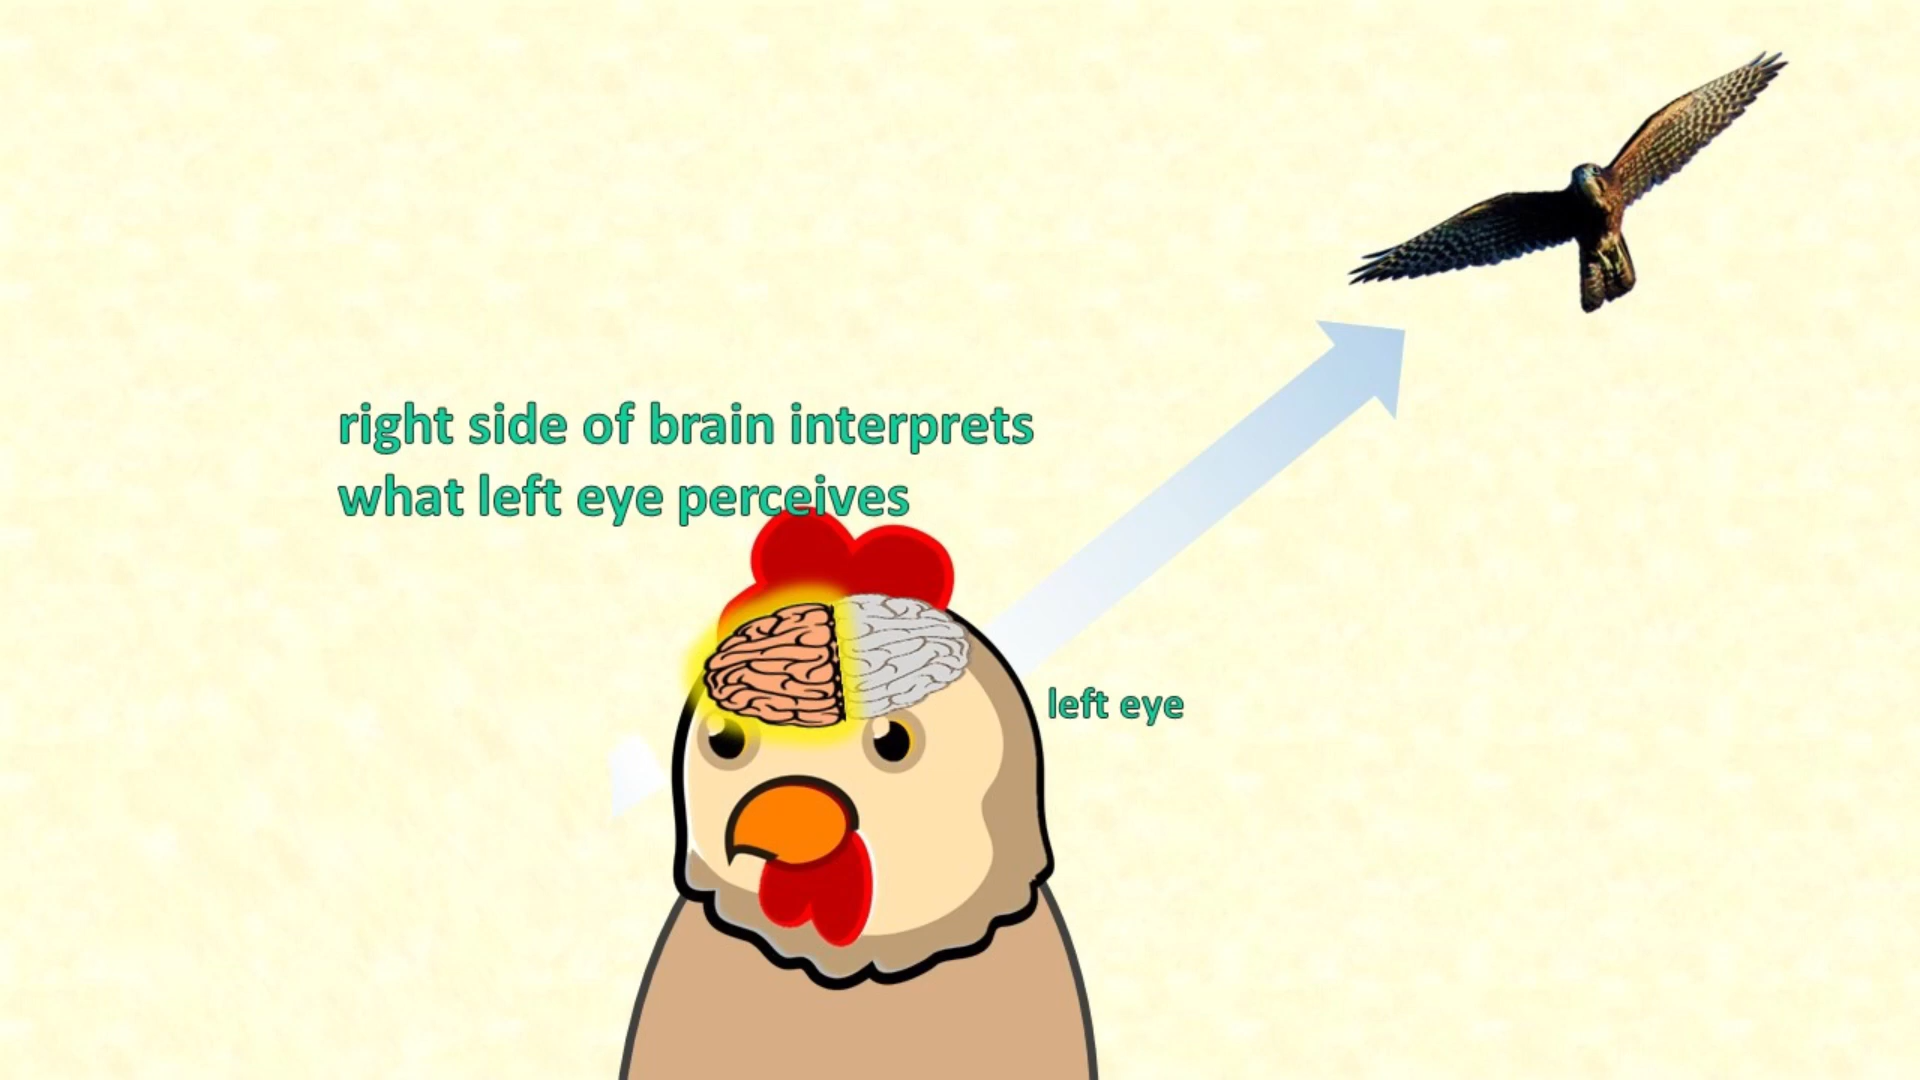 right side of brain interprets
what left eye perceives
left eye